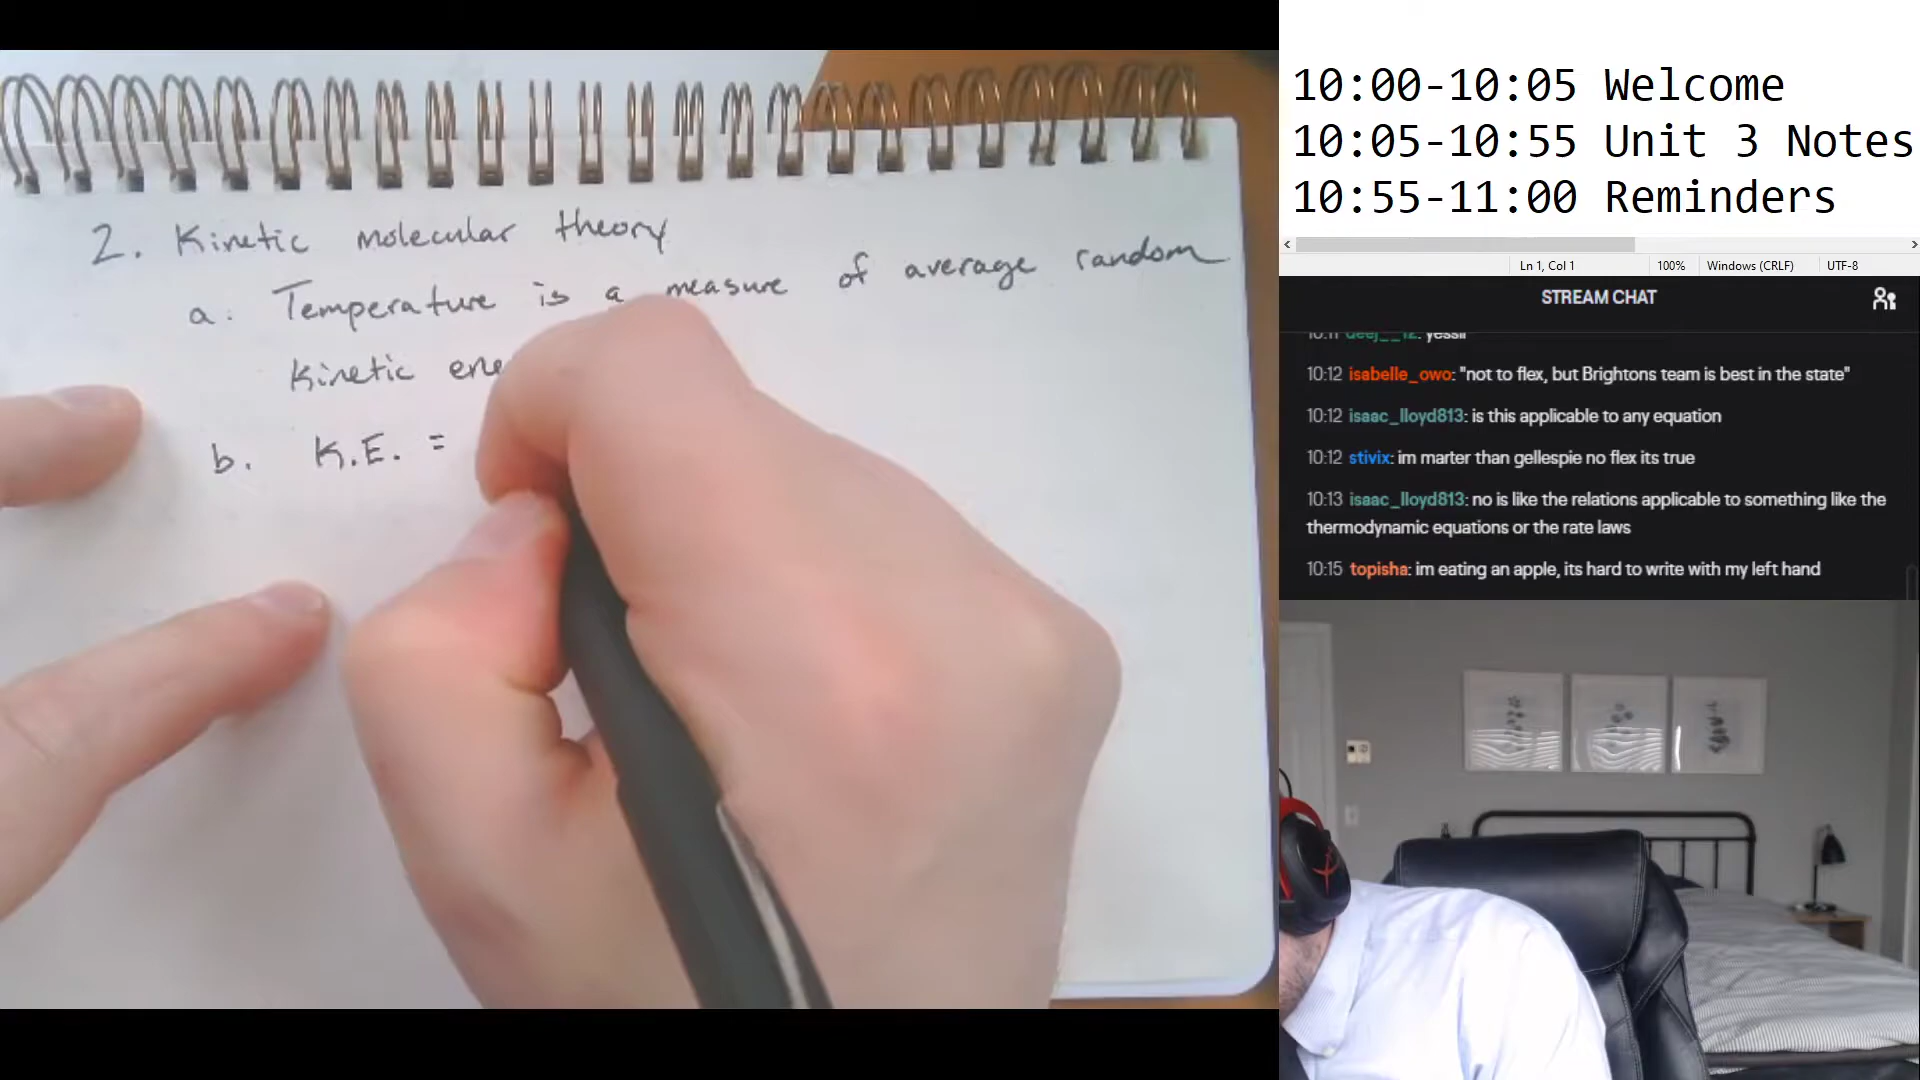 2. Kinetic molecular theory
a. Temperature is a measure of average random
Kinetic
b. K.E. =
10:00-10:05 Welcome
10:05-10:55 Unit 3 Notes
10:55-11:00 Reminders
Ln 1, Col 1 100% Windows (CRLF) UTF-8
STREAM CHAT
10:11 deej__12: yessir
10:12 isabelle_owo: "not to flex, but Brightons team is best in the state"
10:12 isaac_lloyd813: is this applicable to any equation
10:12 stivix: im marter than gellespie no flex its true
10:13 isaac_lloyd813: no is like the relations applicable to something like the
thermodynamic equations or the rate laws
10:15 topisha: im eating an apple, its hard to write with my left hand